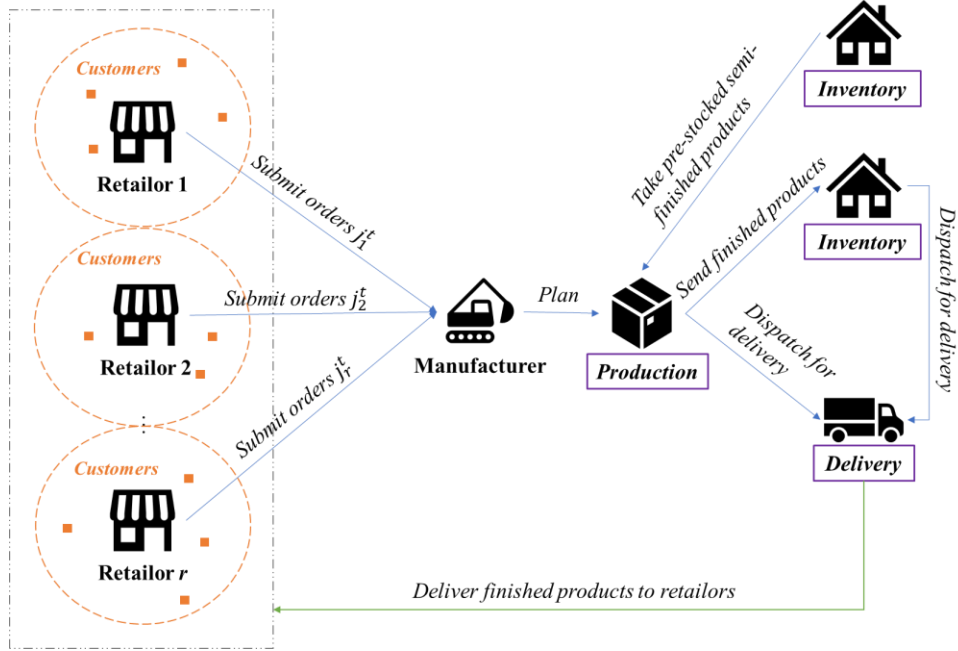 Customers
Retailor 1
Customers
Retailor 2
⋮
Customers
Retailor r
Submit orders j₁ᵗ
Submit orders j₂ᵗ
Submit orders jᵣᵗ
Manufacturer
Plan
Production
Take pre-stocked semi-
finished products
Inventory
Send finished products
Inventory
Dispatch for
delivery
Dispatch for delivery
Delivery
Deliver finished products to retailors